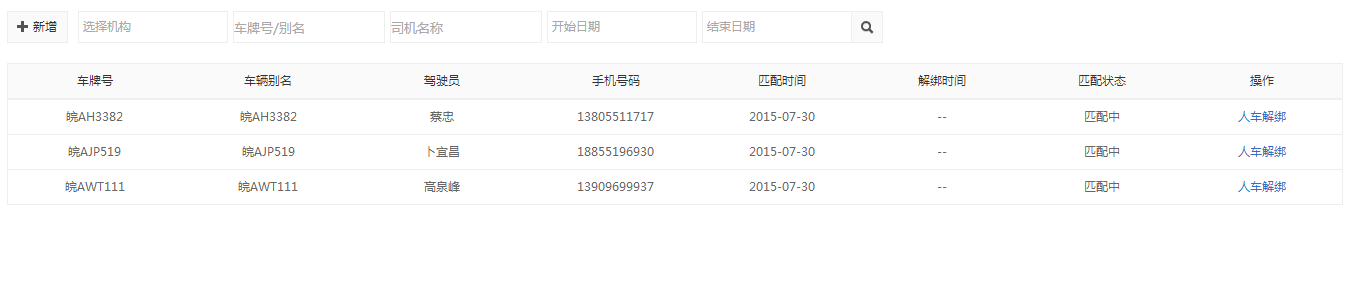 新增 选择机构 车牌号/别名 司机名称 开始日期 结束日期
车牌号 车辆别名 驾驶员 手机号码 匹配时间 解绑时间 匹配状态 操作
皖AH3382 皖AH3382 蔡忠 13805511717 2015-07-30 -- 匹配中 人车解绑
皖AJP519 皖AJP519 卜宜昌 18855196930 2015-07-30 -- 匹配中 人车解绑
皖AWT111 皖AWT111 高泉峰 13909699937 2015-07-30 -- 匹配中 人车解绑